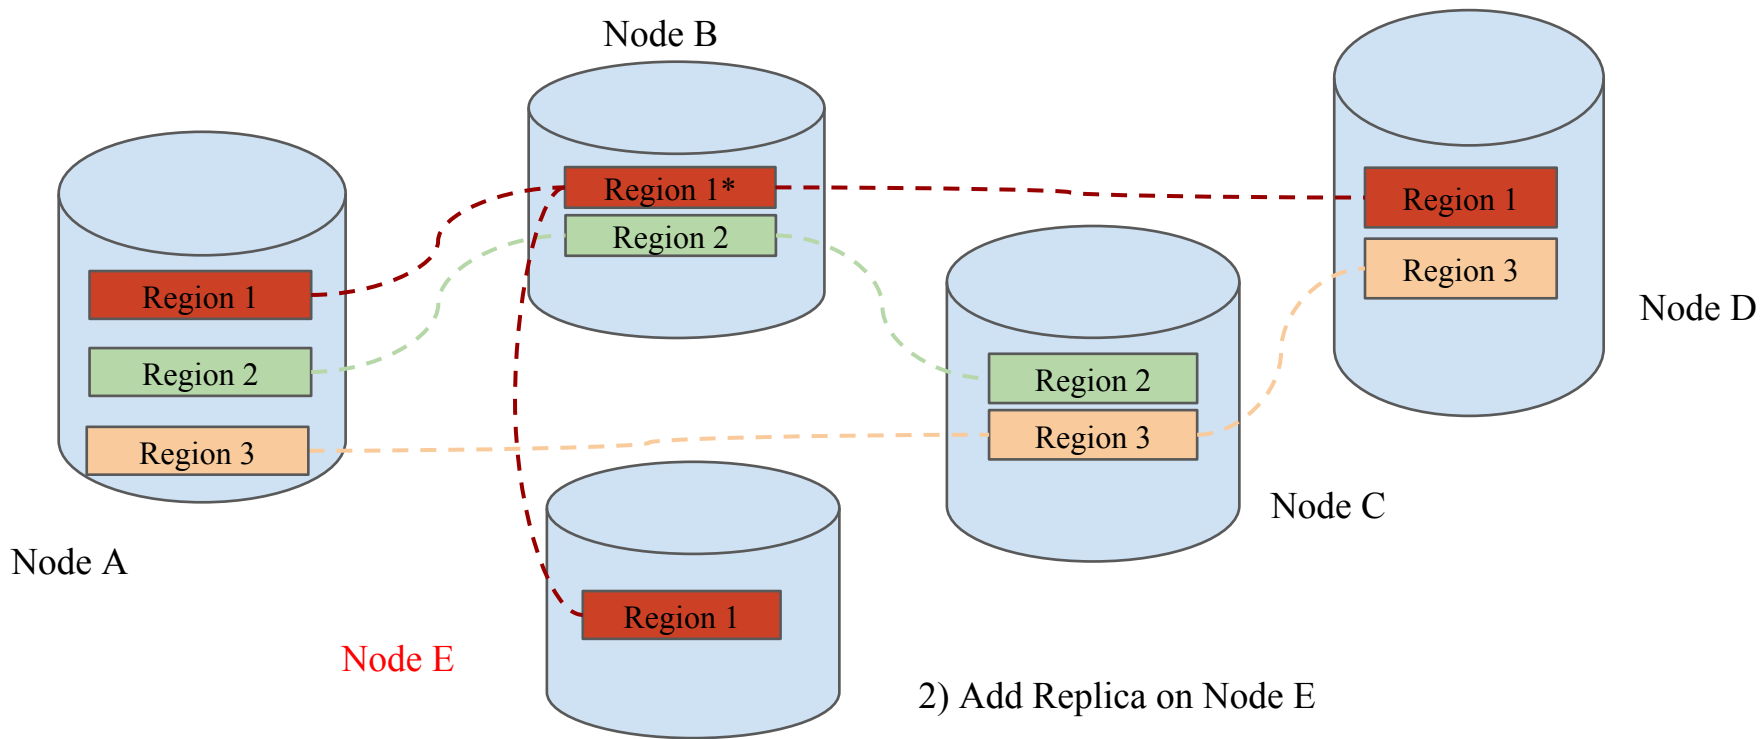 Node B
Region 1*
Region 2
Region 1
Region 3
Node D
Region 1
Region 2
Region 3
Node A
Region 2
Region 3
Node C
Region 1
Node E
2) Add Replica on Node E